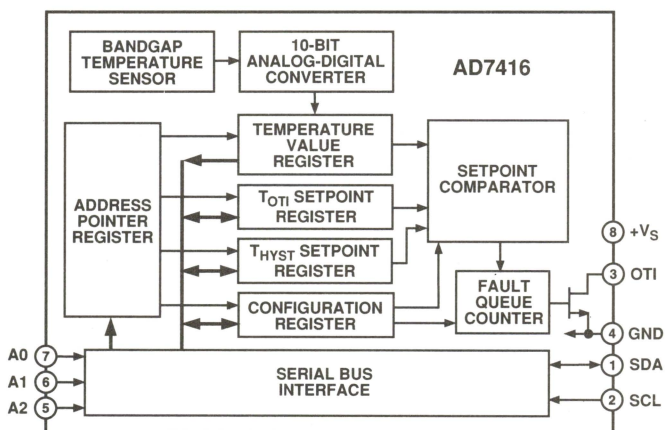 BANDGAP
TEMPERATURE
SENSOR
10-BIT
ANALOG-DIGITAL
CONVERTER
AD7416
ADDRESS
POINTER
REGISTER
TEMPERATURE
VALUE
REGISTER
SETPOINT
COMPARATOR
TOTI SETPOINT
REGISTER
THYST SETPOINT
REGISTER
CONFIGURATION
REGISTER
FAULT
QUEUE
COUNTER
8 +VS
3 OTI
4 GND
A0 7
A1 6
A2 5
SERIAL BUS
INTERFACE
1 SDA
2 SCL